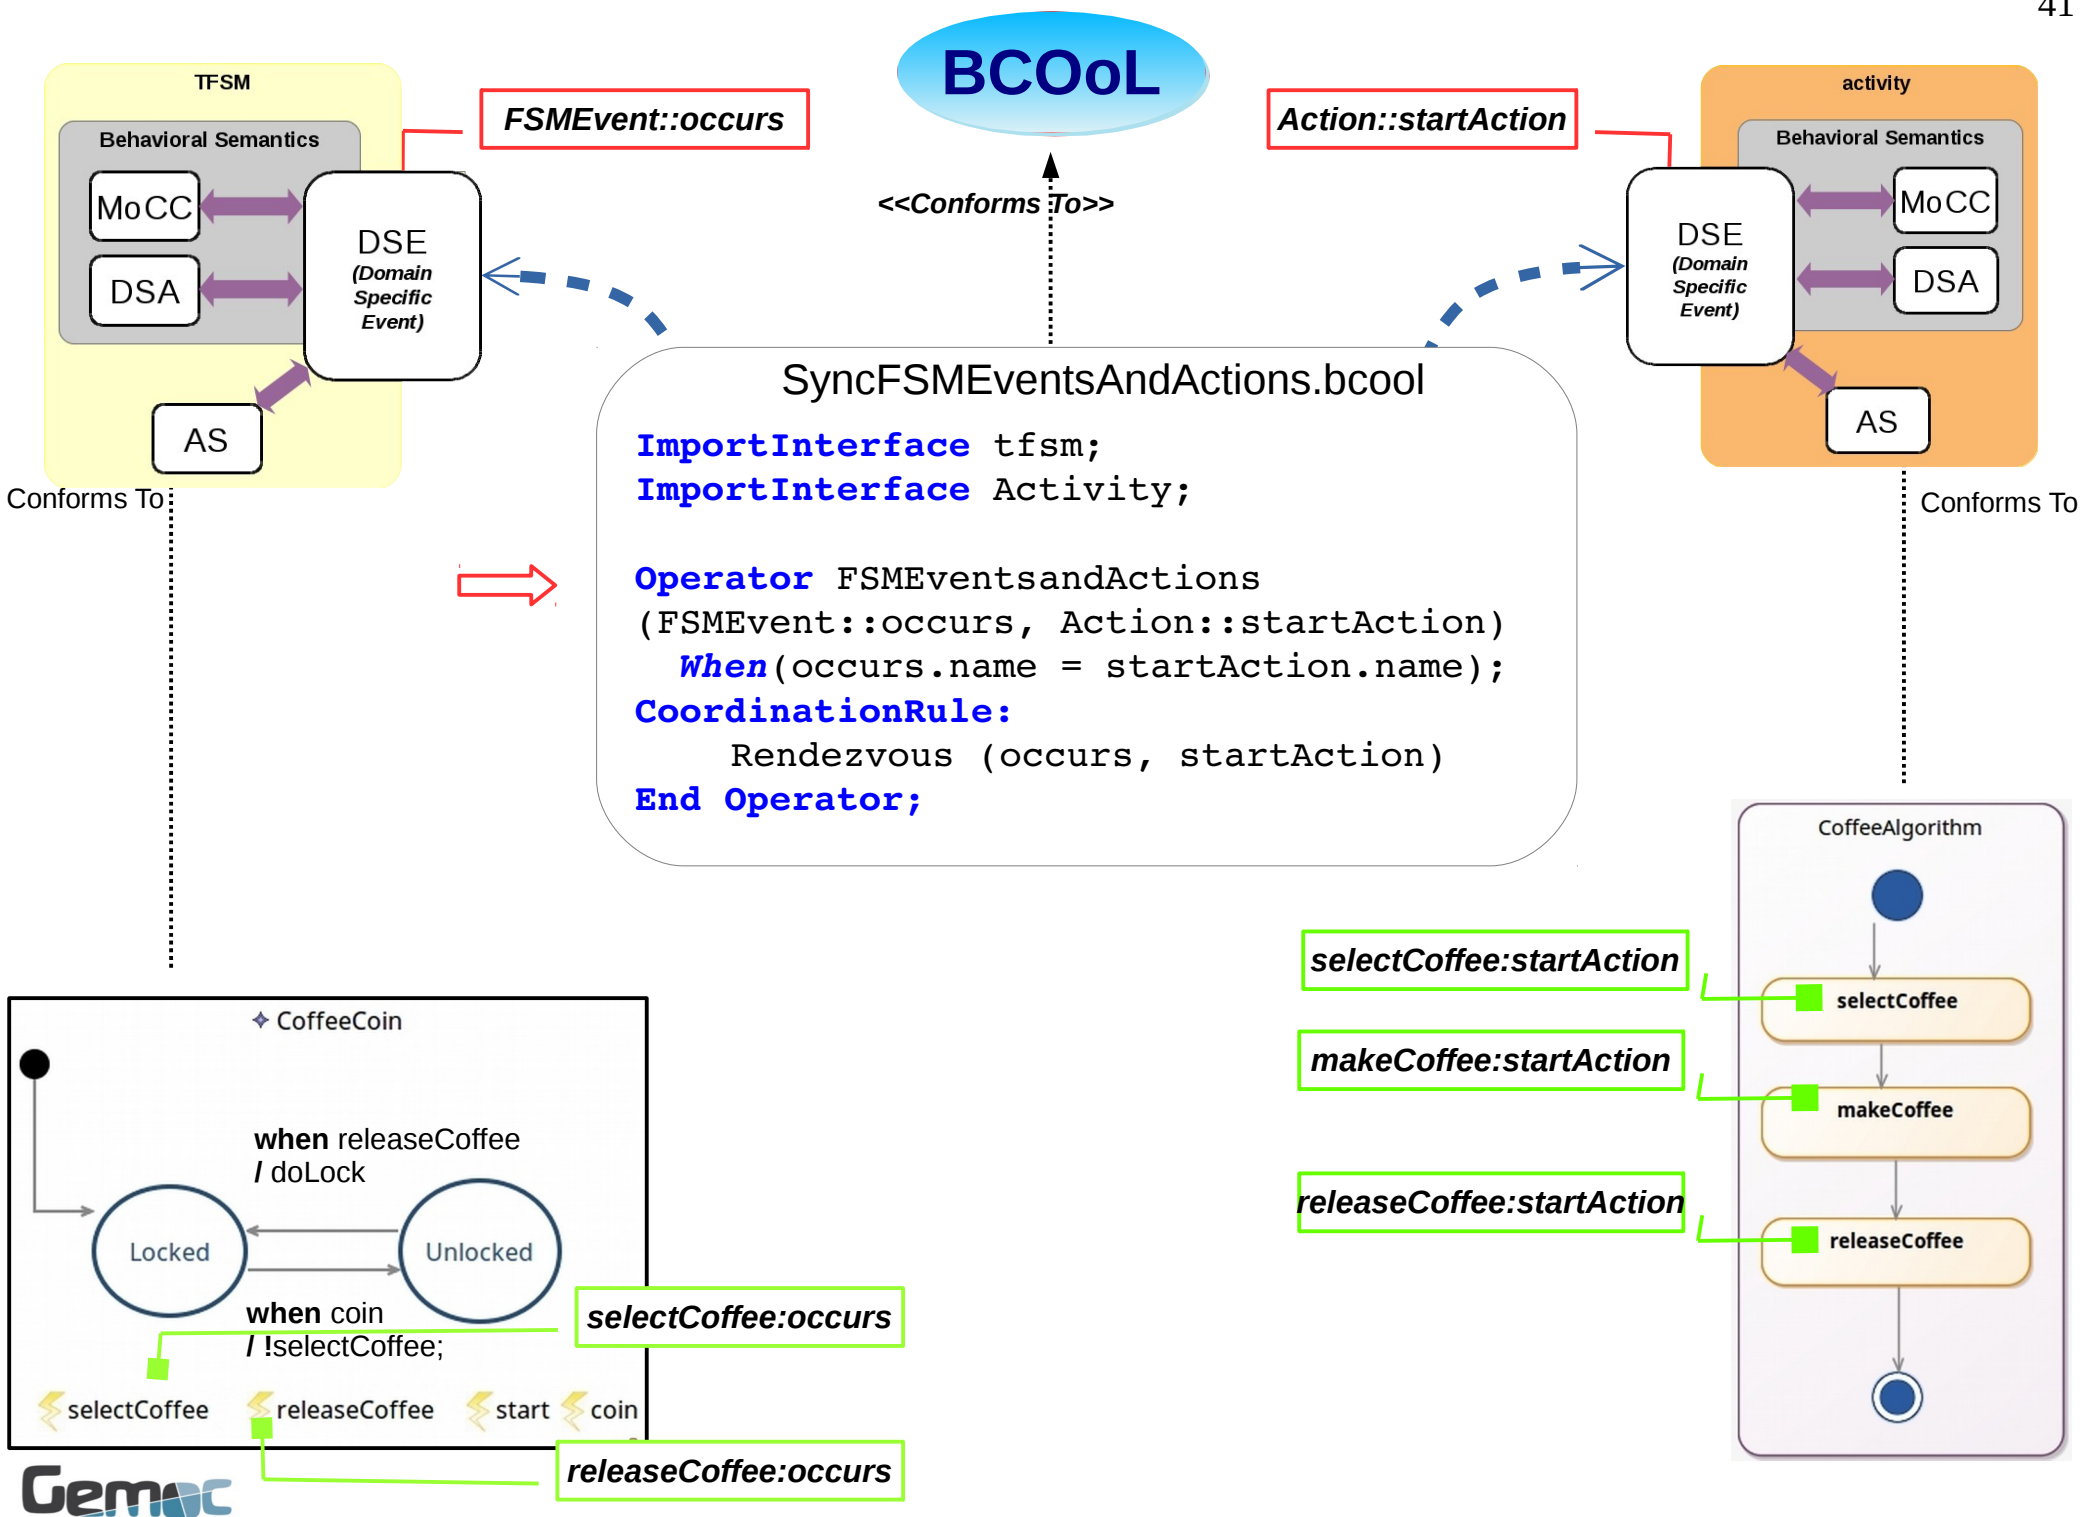 41
BCOoL
TFSM
Behavioral Semantics
MoCC
DSA
DSE
(Domain
Specific
Event)
AS
FSMEvent::occurs
Action::startAction
<<Conforms To>>
activity
Behavioral Semantics
MoCC
DSA
DSE
(Domain
Specific
Event)
AS
Conforms To
Conforms To
SyncFSMEventsAndActions.bcool
ImportInterface tfsm;
ImportInterface Activity;
Operator FSMEventsandActions
(FSMEvent::occurs, Action::startAction)
When(occurs.name = startAction.name);
CoordinationRule:
Rendezvous (occurs, startAction)
End Operator;
CoffeeCoin
when releaseCoffee
/ doLock
Locked
Unlocked
when coin
/ !selectCoffee;
selectCoffee
releaseCoffee
start
coin
selectCoffee:occurs
releaseCoffee:occurs
selectCoffee:startAction
makeCoffee:startAction
releaseCoffee:startAction
CoffeeAlgorithm
selectCoffee
makeCoffee
releaseCoffee
Gemoc